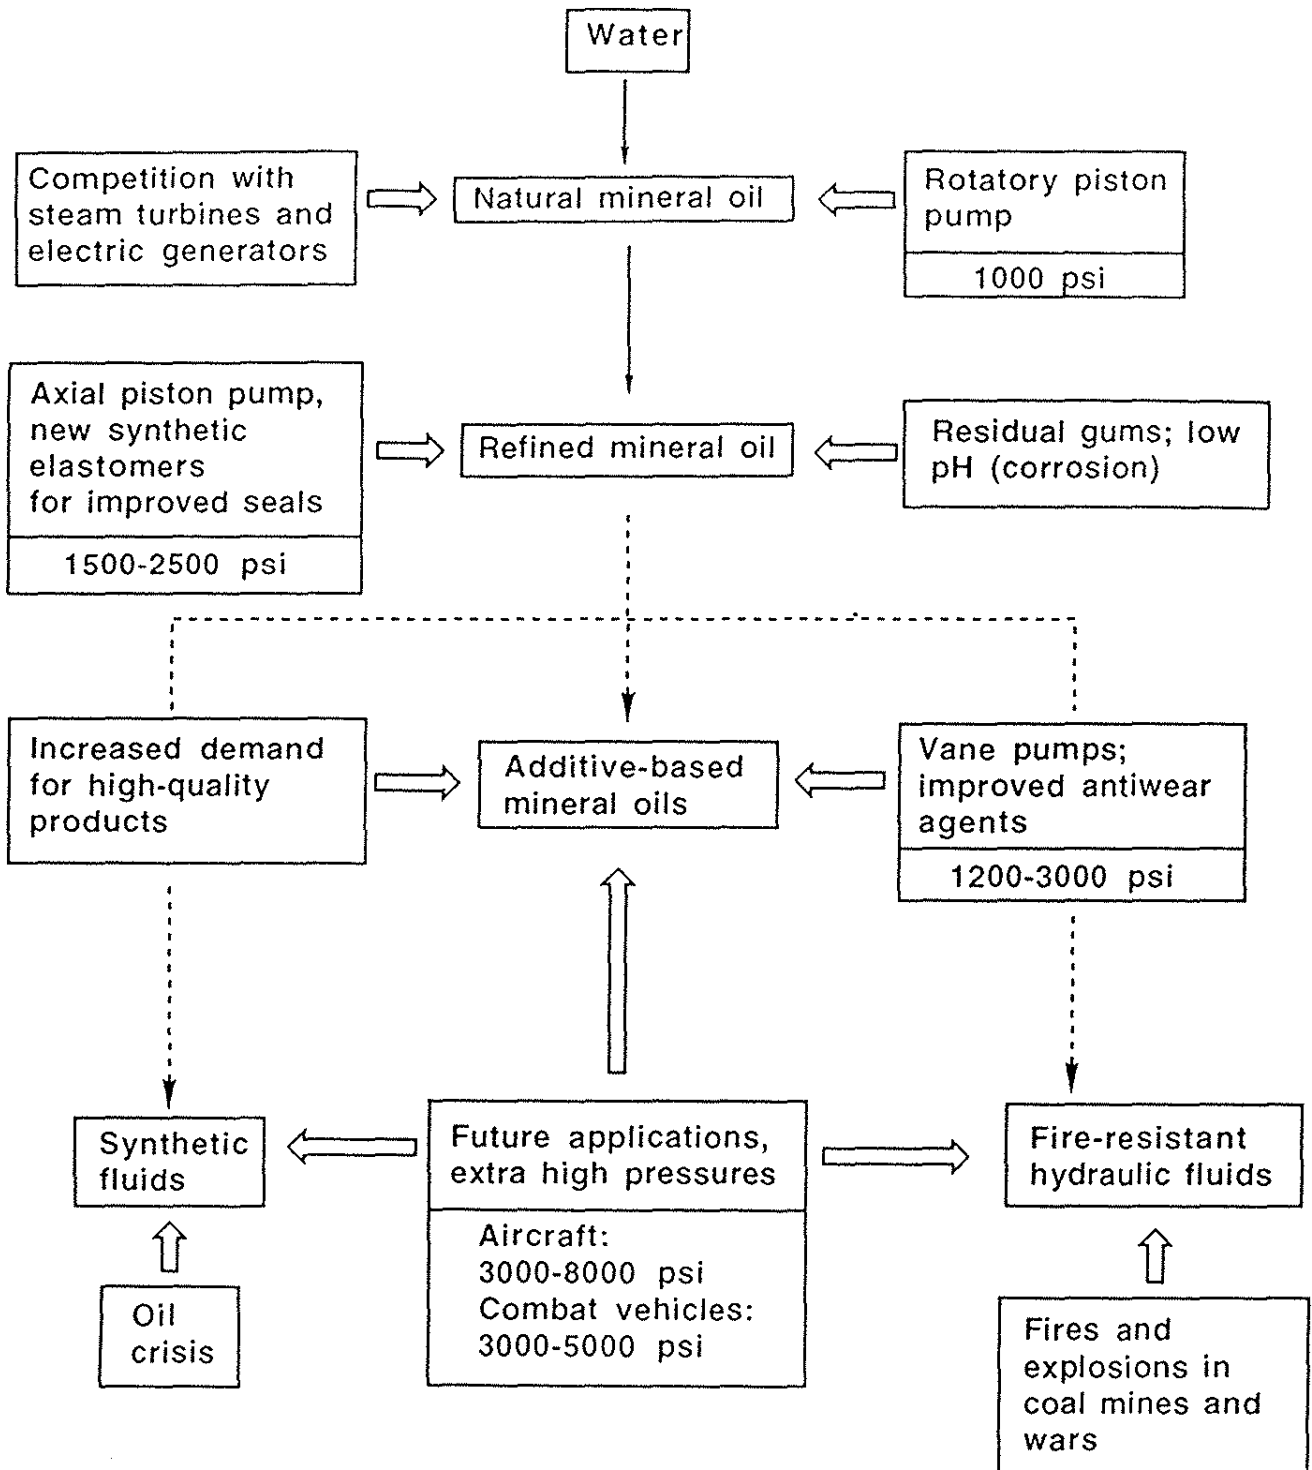 Water
Competition with
steam turbines and
electric generators
Natural mineral oil
Rotatory piston
pump
1000 psi
Axial piston pump,
new synthetic
elastomers
for improved seals
1500-2500 psi
Refined mineral oil
Residual gums; low
pH (corrosion)
Increased demand
for high-quality
products
Additive-based
mineral oils
Vane pumps;
improved antiwear
agents
1200-3000 psi
Synthetic
fluids
Future applications,
extra high pressures
Aircraft:
3000-8000 psi
Combat vehicles:
3000-5000 psi
Fire-resistant
hydraulic fluids
Oil
crisis
Fires and
explosions in
coal mines and
wars